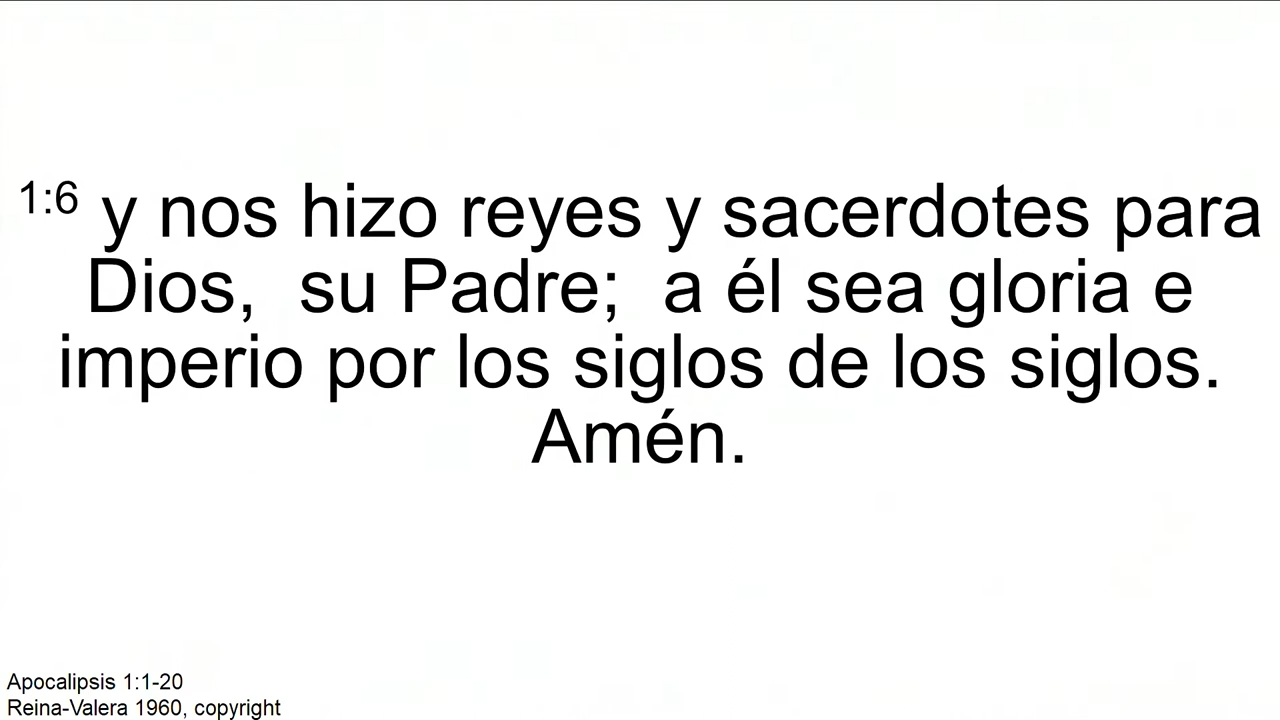 1:6 y nos hizo reyes y sacerdotes para
Dios,  su Padre;  a él sea gloria e
imperio por los siglos de los siglos.
Amén.
Apocalipsis 1:1-20
Reina-Valera 1960, copyright